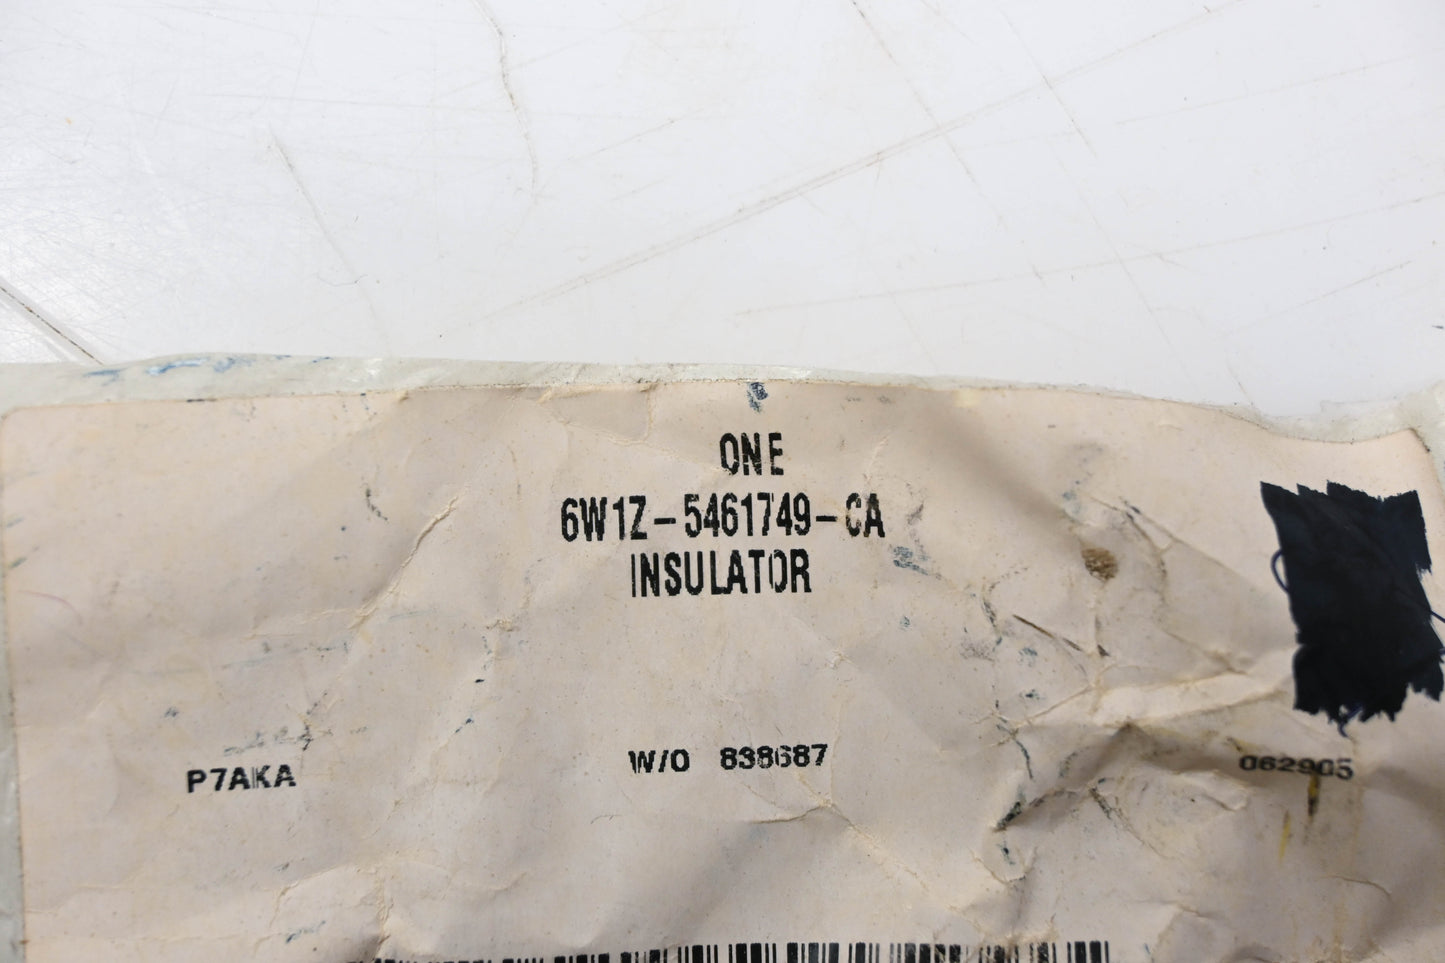 ONE
6W1Z-5461749-CA
INSULATOR
P7AKA W/O 838687 062905